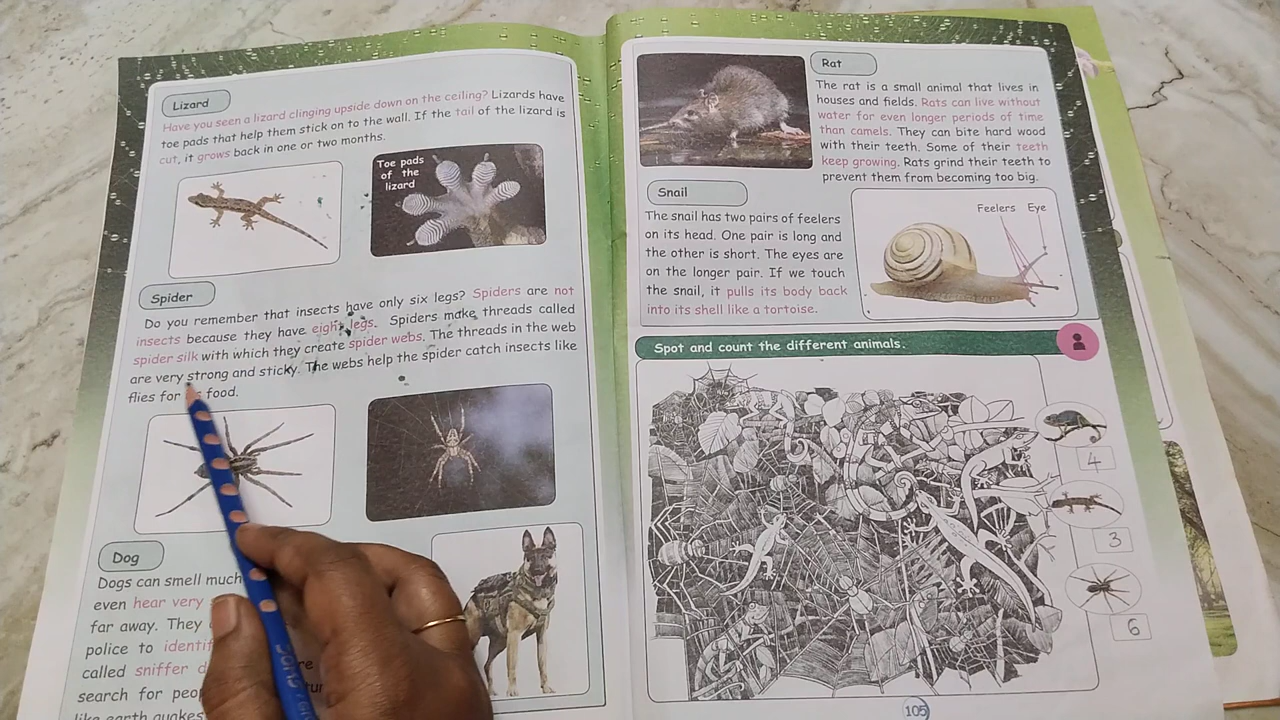 Lizard
Have you seen a lizard clinging upside down on the ceiling? Lizards have
toe pads that help them stick on to the wall. If the tail of the lizard is
cut, it grows back in one or two months.
Toe pads
of the
lizard
Spider
Do you remember that insects have only six legs? Spiders are not
insects because they have eight legs. Spiders make threads called
spider silk with which they create spider webs. The threads in the web
are very strong and sticky. The webs help the spider catch insects like
flies for food.
Dog
Dogs can smell much
even hear very
far away. They
police to
called sniffer
search for
like earth quakes
Rat
The rat is a small animal that lives in
houses and fields. Rats can live without
water for even longer periods of time
than camels. They can bite hard wood
with their teeth. Some of their teeth
keep growing. Rats grind their teeth to
prevent them from becoming too big.
Snail
The snail has two pairs of feelers
on its head. One pair is long and
the other is short. The eyes are
on the longer pair. If we touch
the snail, it pulls its body back
into its shell like a tortoise.
Feelers Eye
Spot and count the different animals.
4
3
6
105